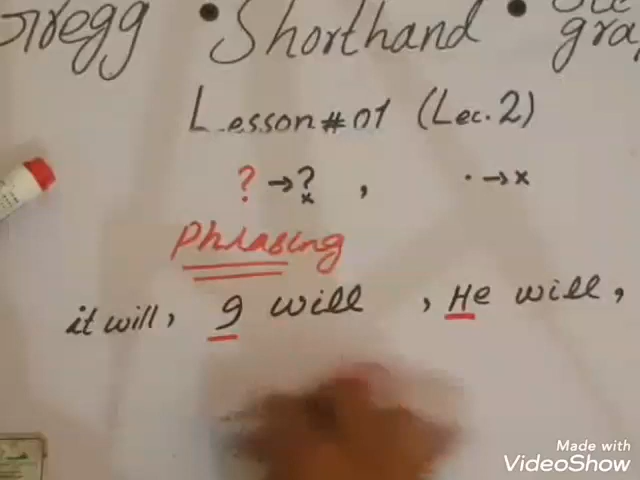 Gregg • Shorthand •
Lesson #01 (Lec. 2)
? → ?
x , . → x
Phrasing
it will, I will , He will,
Made with
VideoShow